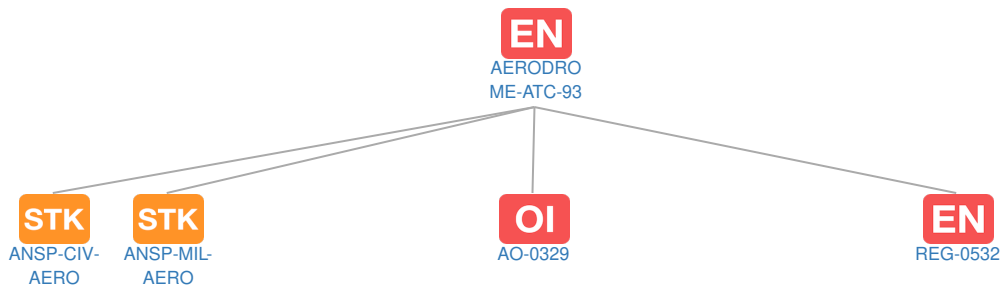 EN
AERODRO
ME-ATC-93
STK
ANSP-CIV-
AERO
STK
ANSP-MIL-
AERO
OI
AO-0329
EN
REG-0532